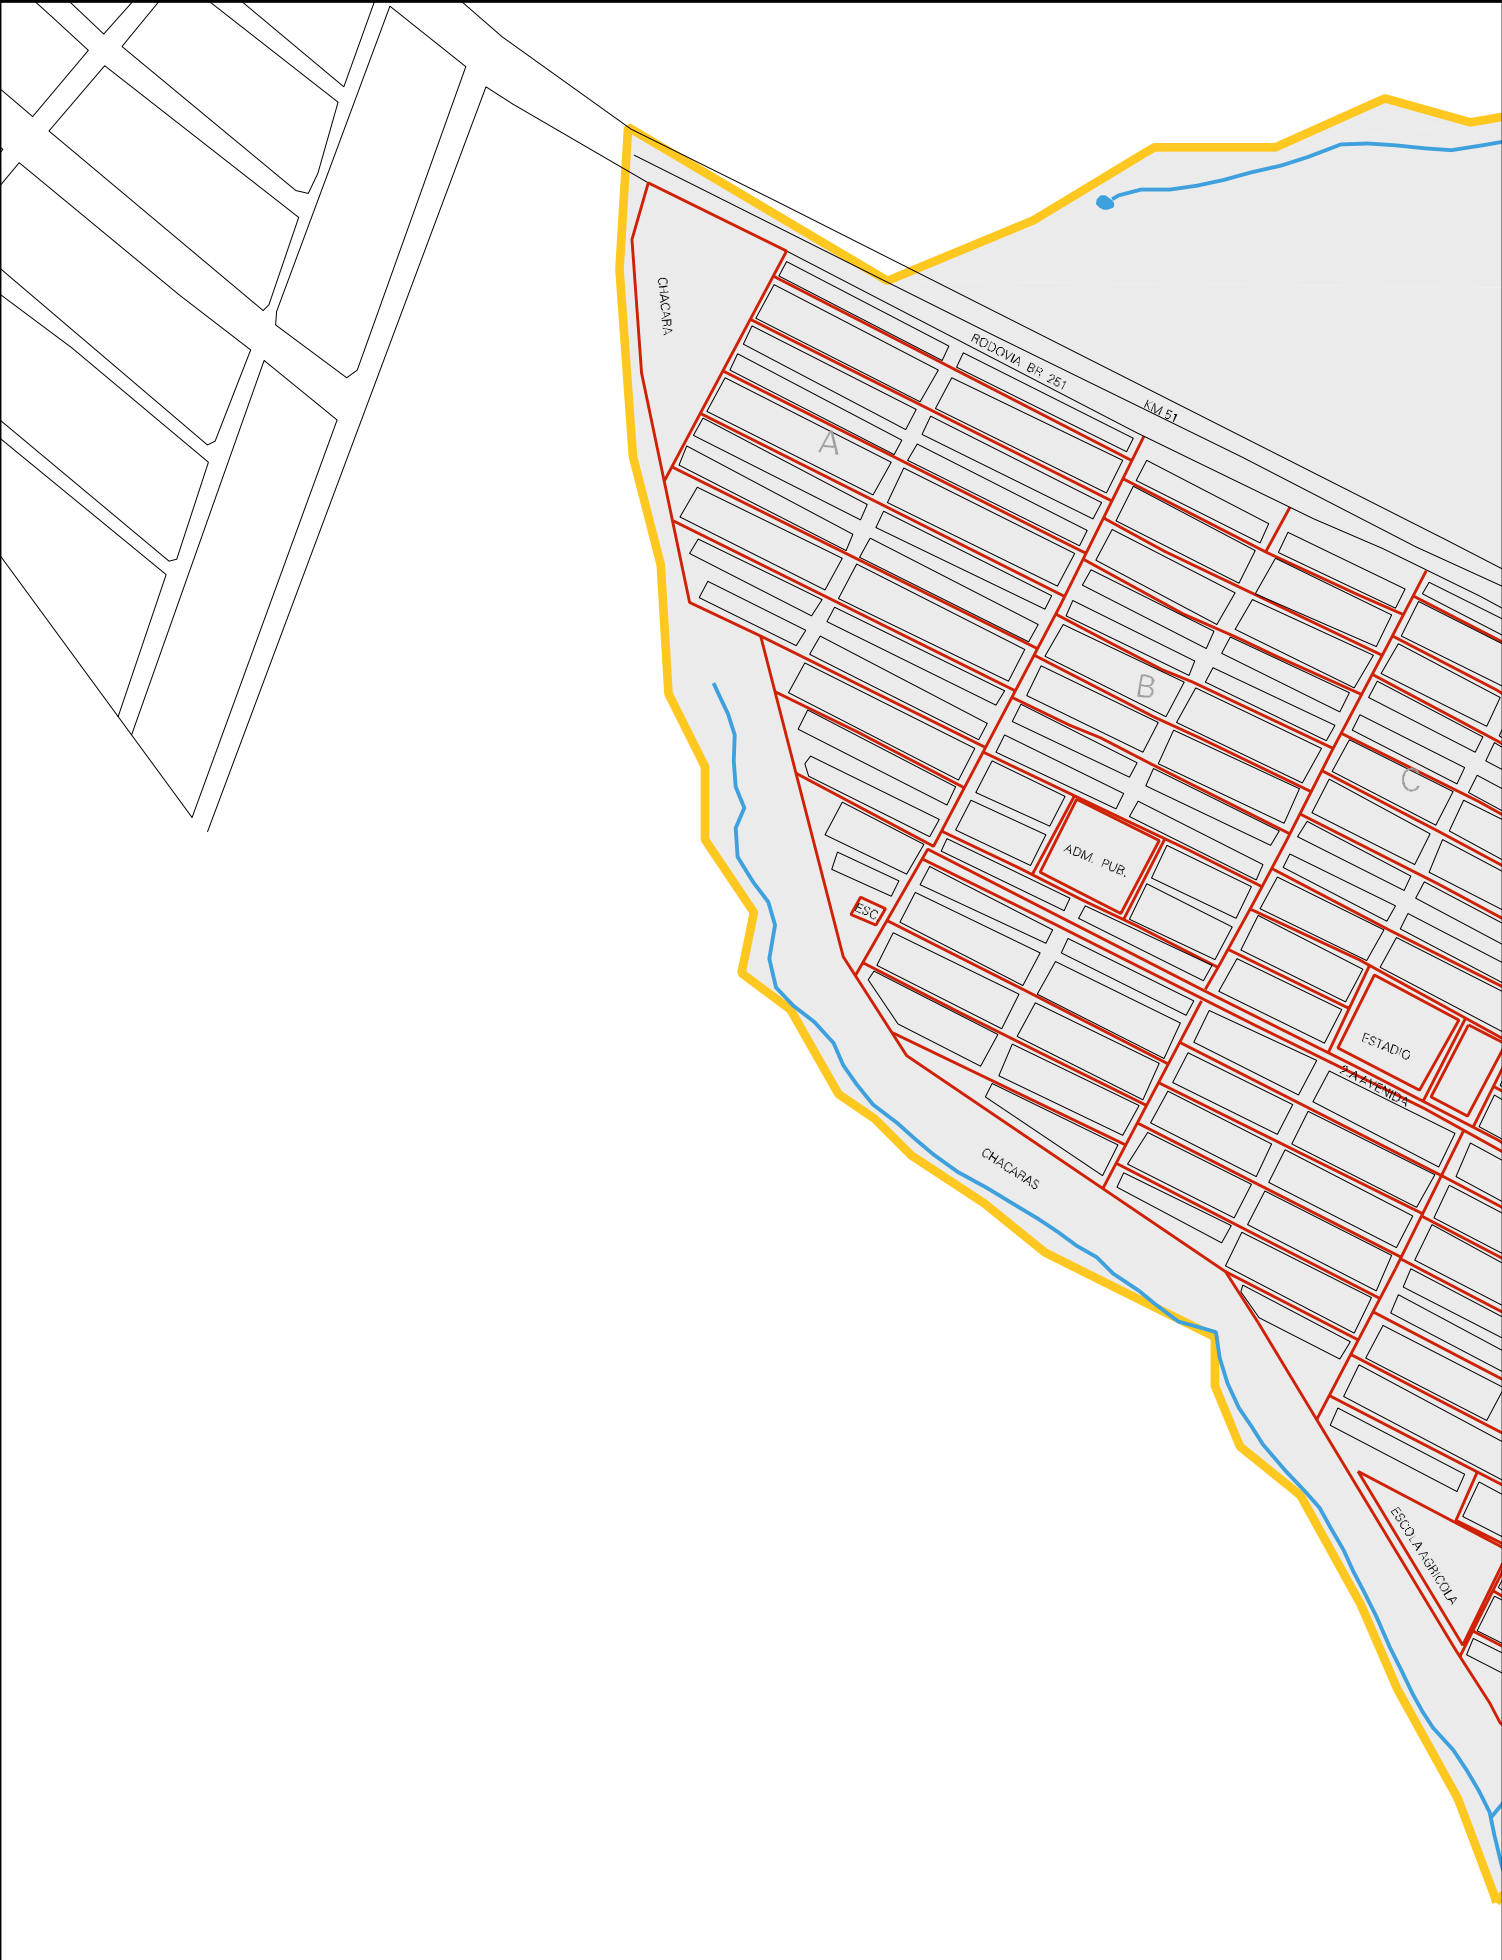 CHACARA
RODOVIA BR 251
KM 51
A
B
C
ADM. PUB.
ESC
ESTADIO
2.A AVENIDA
CHACARAS
ESCOLA AGRICOLA